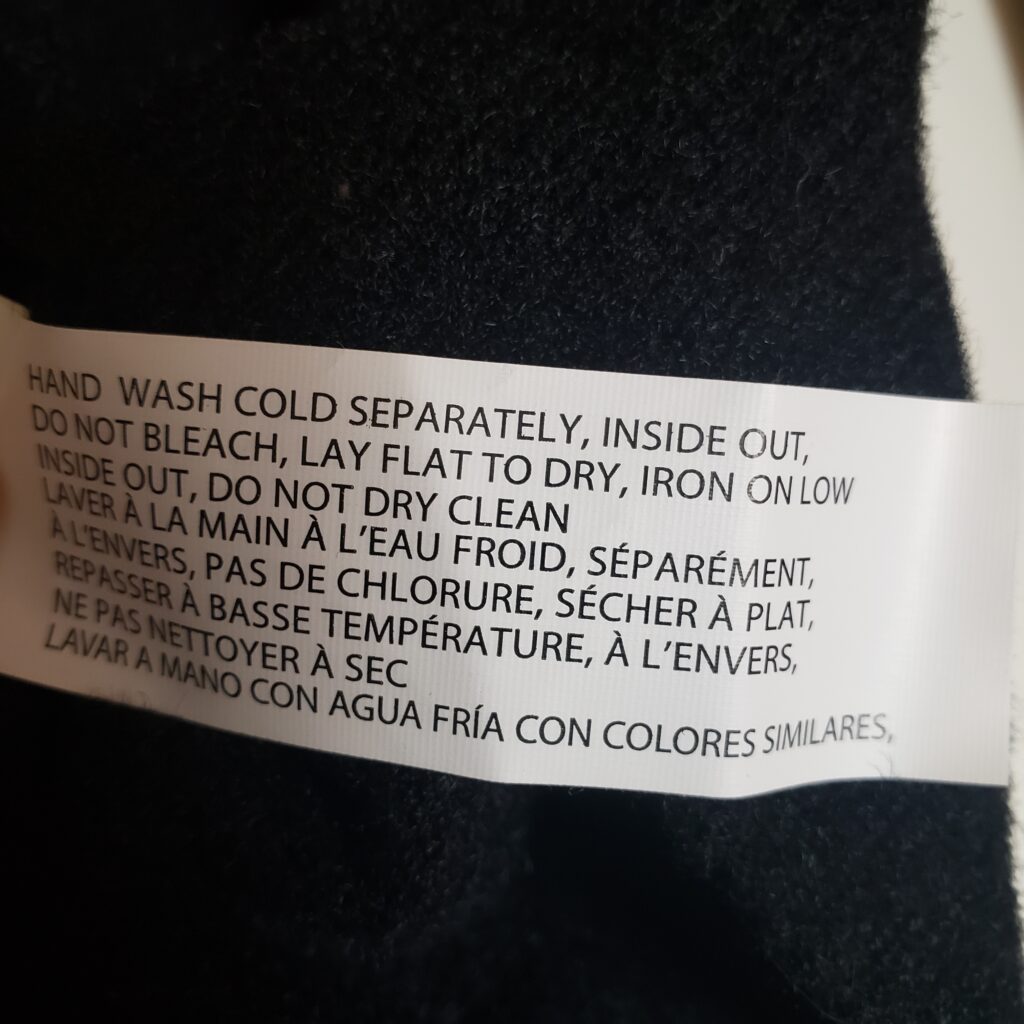 HAND WASH COLD SEPARATELY, INSIDE OUT,
DO NOT BLEACH, LAY FLAT TO DRY, IRON ON LOW
INSIDE OUT, DO NOT DRY CLEAN
LAVER À LA MAIN À L'EAU FROID, SÉPARÉMENT,
À L'ENVERS, PAS DE CHLORURE, SÉCHER À PLAT,
REPASSER À BASSE TEMPÉRATURE, À L'ENVERS,
NE PAS NETTOYER À SEC
LAVAR A MANO CON AGUA FRÍA CON COLORES SIMILARES,